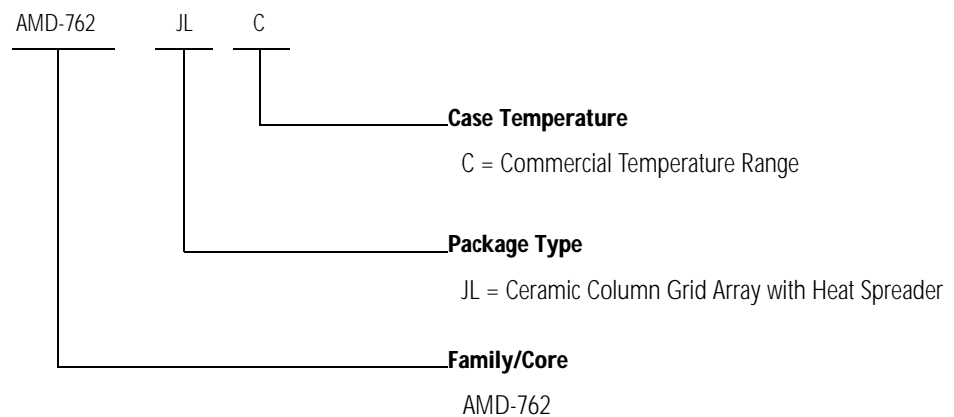 AMD-762 JL C
Case Temperature
C = Commercial Temperature Range
Package Type
JL = Ceramic Column Grid Array with Heat Spreader
Family/Core
AMD-762